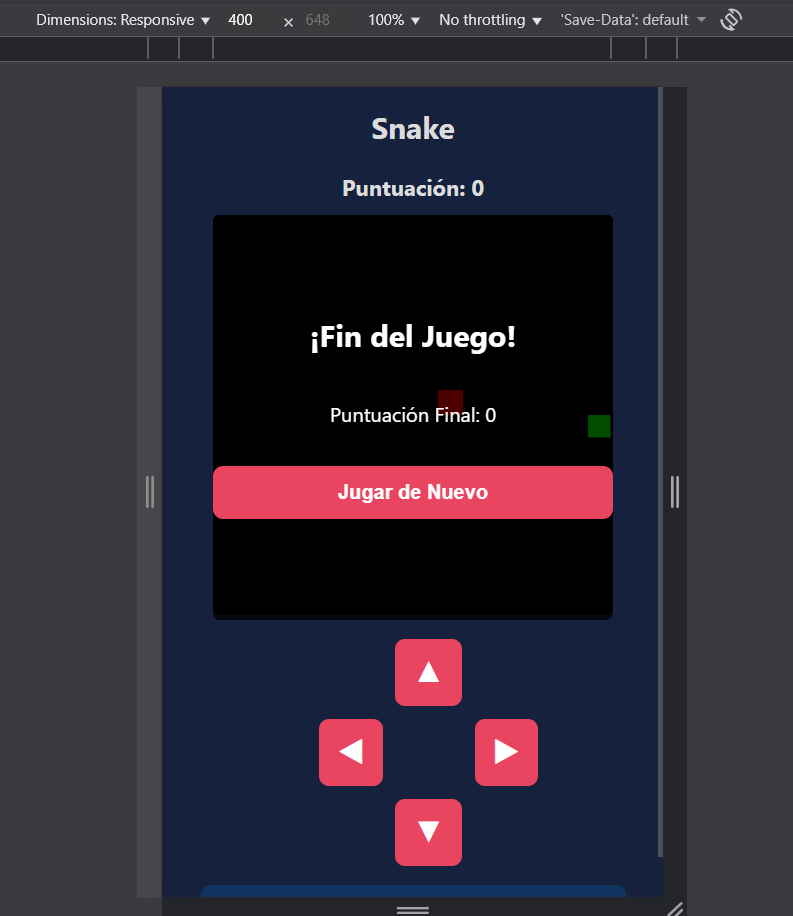 Dimensions: Responsive ▼ 400 × 648 100% ▼ No throttling ▼ 'Save-Data': default ▼
Snake
Puntuación: 0
¡Fin del Juego!
Puntuación Final: 0
Jugar de Nuevo
▲
◀ ▶
▼